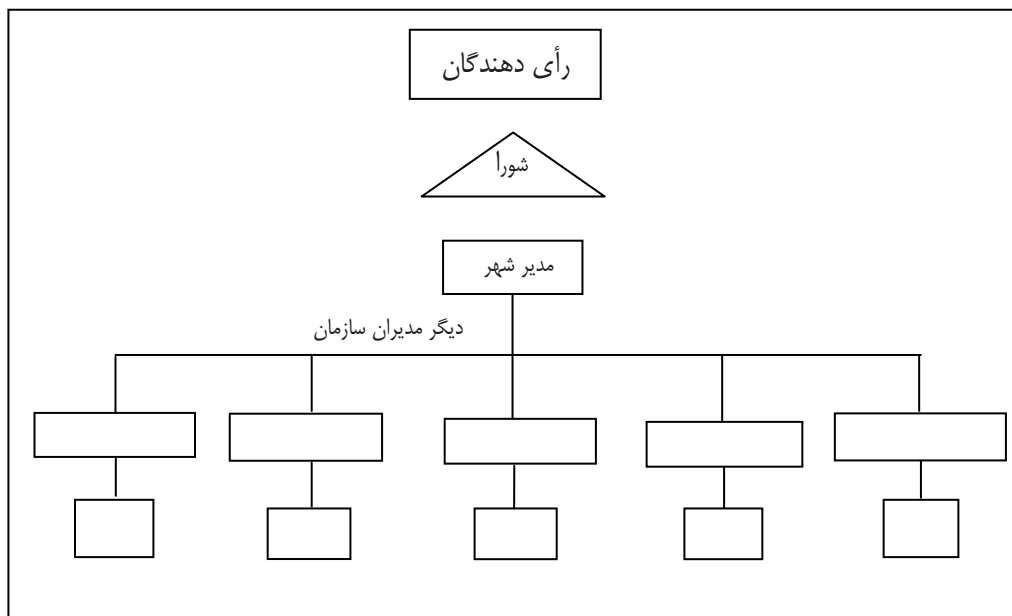 رأی دهندگان
شورا
مدیر شهر
دیگر مدیران سازمان